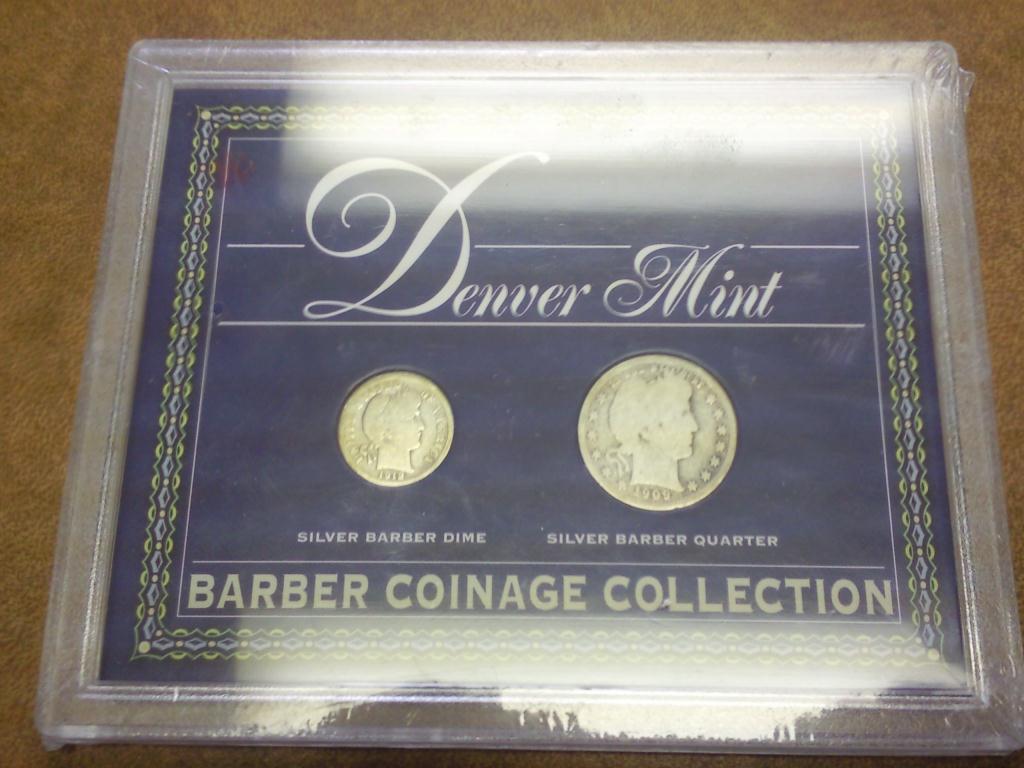 Denver Mint
SILVER BARBER DIME
SILVER BARBER QUARTER
BARBER COINAGE COLLECTION